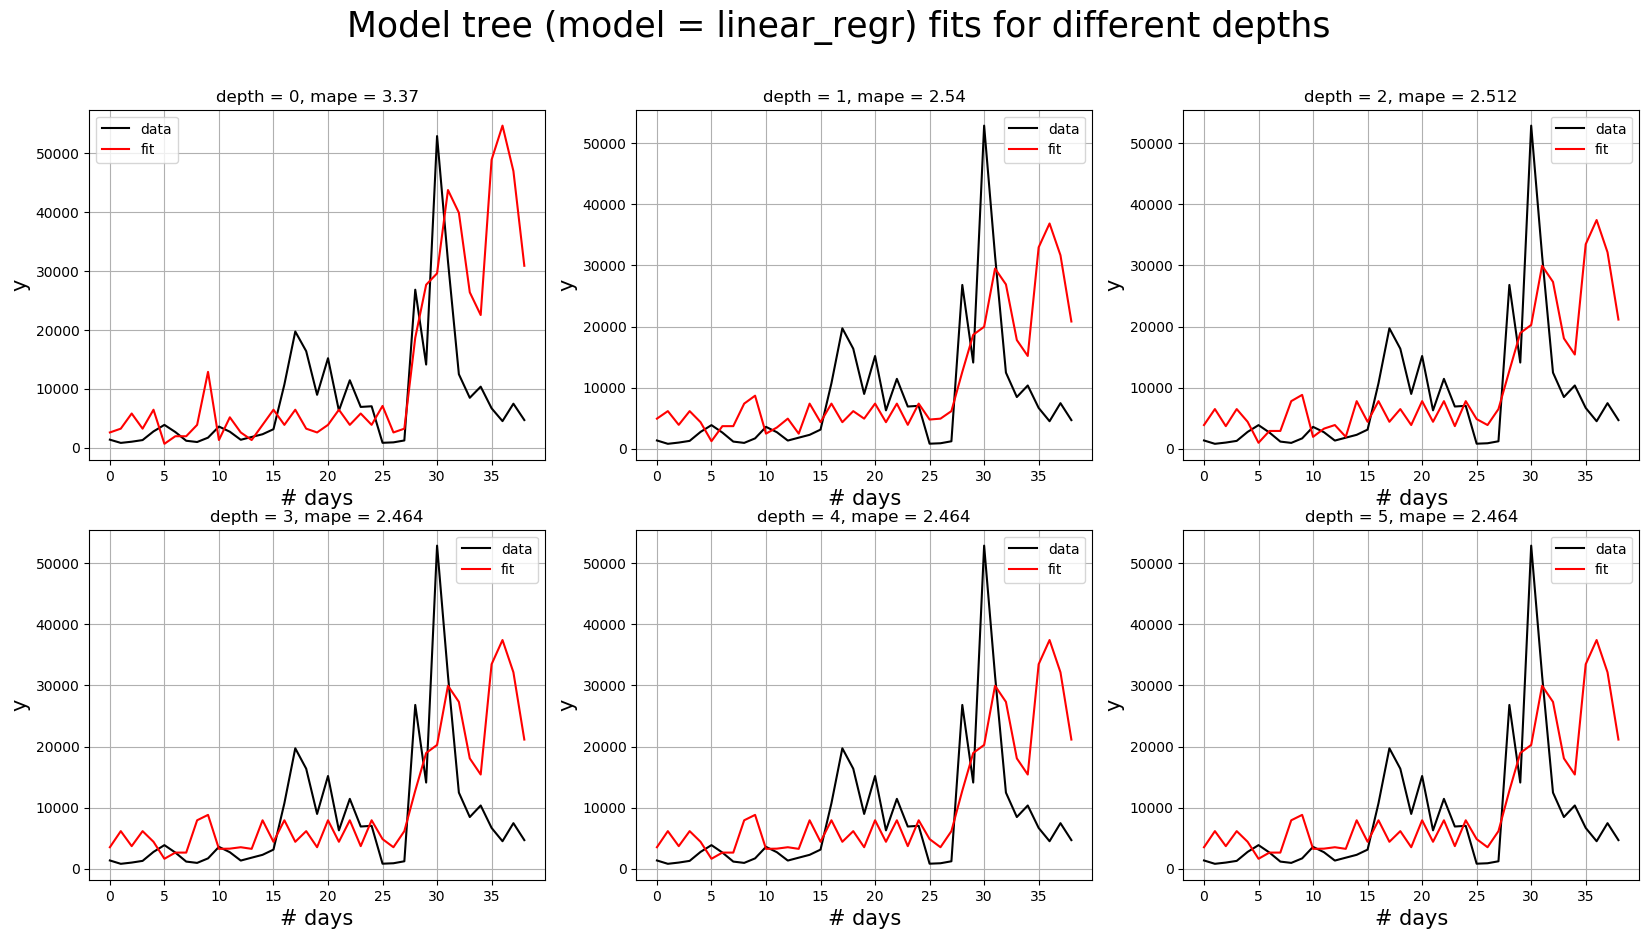 Model tree (model = linear_regr) fits for different depths
depth = 0, mape = 3.37
data
fit
50000
40000
30000
20000
10000
0
y
0 5 10 15 20 25 30 35
# days
depth = 1, mape = 2.54
data
fit
50000
40000
30000
20000
10000
0
y
0 5 10 15 20 25 30 35
# days
depth = 2, mape = 2.512
data
fit
50000
40000
30000
20000
10000
0
y
0 5 10 15 20 25 30 35
# days
depth = 3, mape = 2.464
data
fit
50000
40000
30000
20000
10000
0
y
0 5 10 15 20 25 30 35
# days
depth = 4, mape = 2.464
data
fit
50000
40000
30000
20000
10000
0
y
0 5 10 15 20 25 30 35
# days
depth = 5, mape = 2.464
data
fit
50000
40000
30000
20000
10000
0
y
0 5 10 15 20 25 30 35
# days